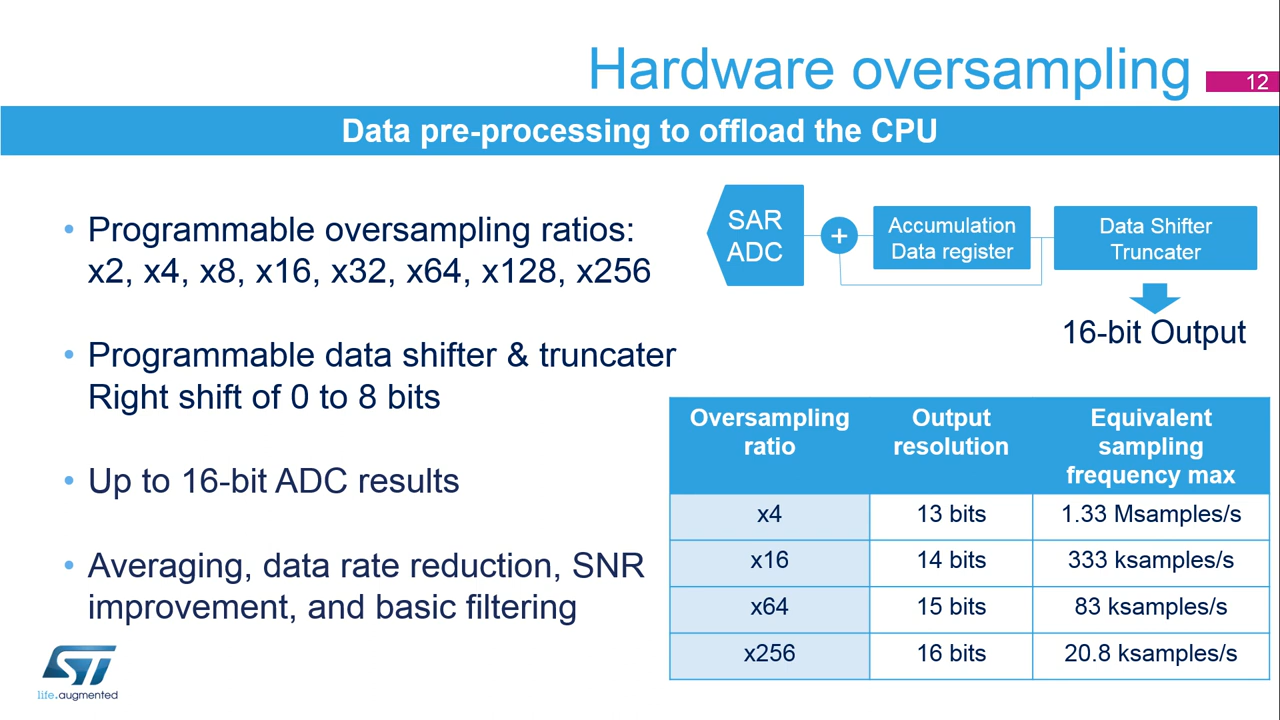 Hardware oversampling
12
Data pre-processing to offload the CPU
• Programmable oversampling ratios:
x2, x4, x8, x16, x32, x64, x128, x256
• Programmable data shifter & truncater
Right shift of 0 to 8 bits
• Up to 16-bit ADC results
• Averaging, data rate reduction, SNR
improvement, and basic filtering
SAR
ADC
+
Accumulation
Data register
Data Shifter
Truncater
16-bit Output
Oversampling
ratio
Output
resolution
Equivalent
sampling
frequency max
x4 13 bits 1.33 Msamples/s
x16 14 bits 333 ksamples/s
x64 15 bits 83 ksamples/s
x256 16 bits 20.8 ksamples/s
ST
life.augmented